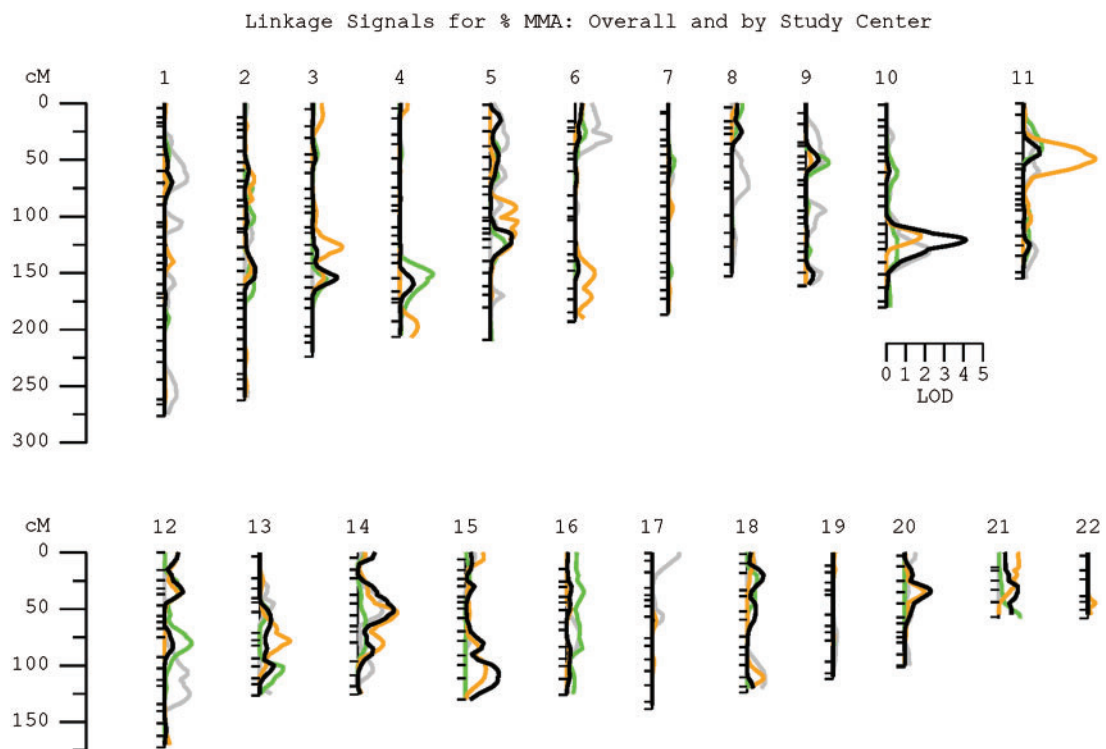 Linkage Signals for % MMA: Overall and by Study Center
cM 1 2 3 4 5 6 7 8 9 10 11
0
50
100
150
200
250
300
0 1 2 3 4 5
LOD
cM 12 13 14 15 16 17 18 19 20 21 22
0
50
100
150